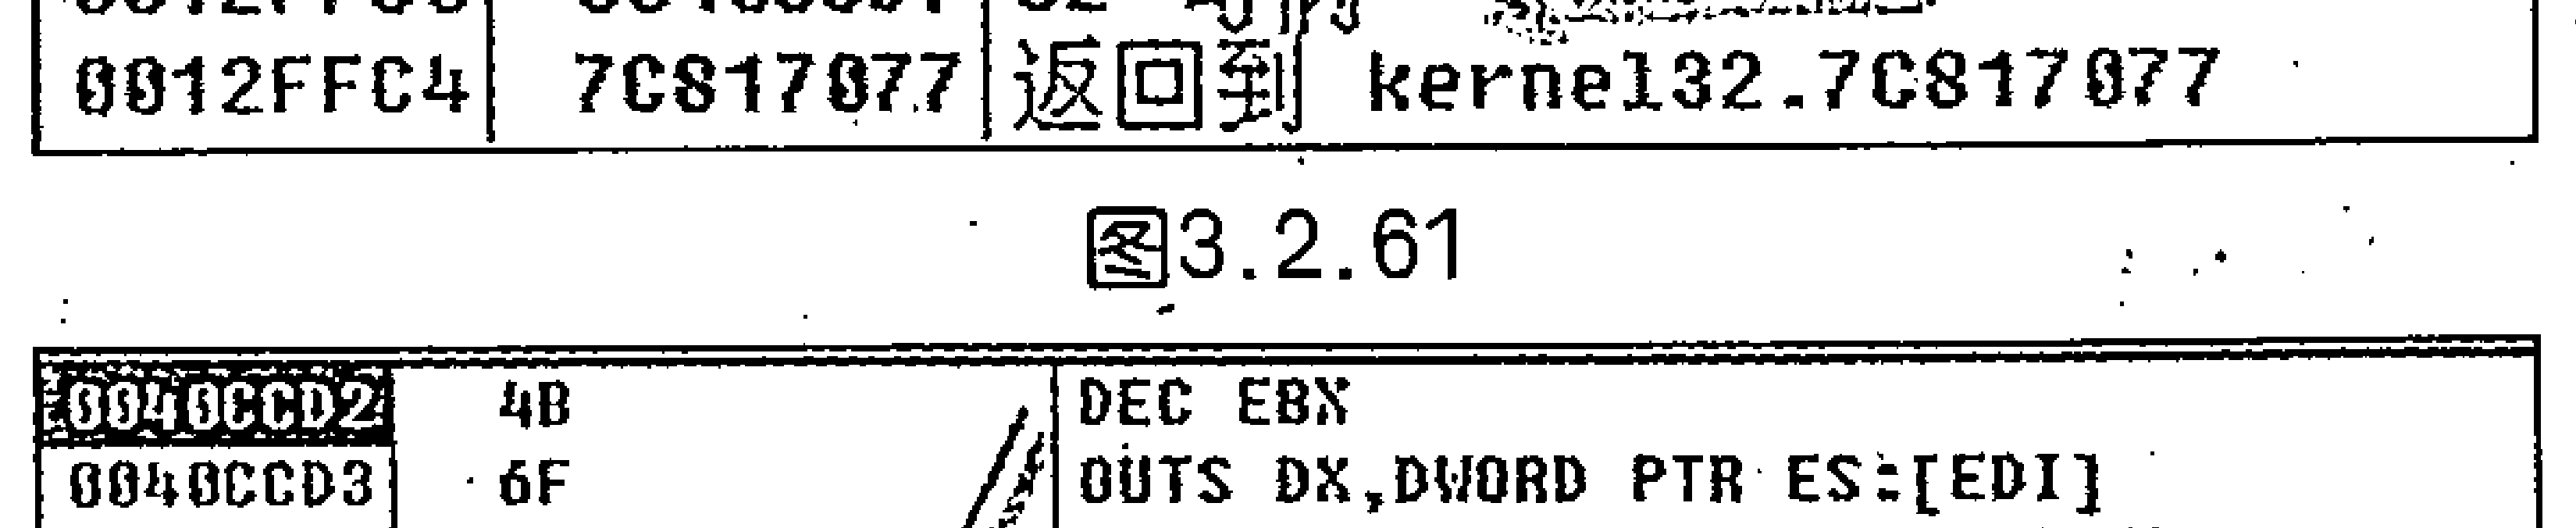 0012FFC4 7C817077 返回到 kernel32.7C817077
图3.2.61
0040CCD2 4B DEC EBX
0040CCD3 6F OUTS DX,DWORD PTR ES:[EDI]